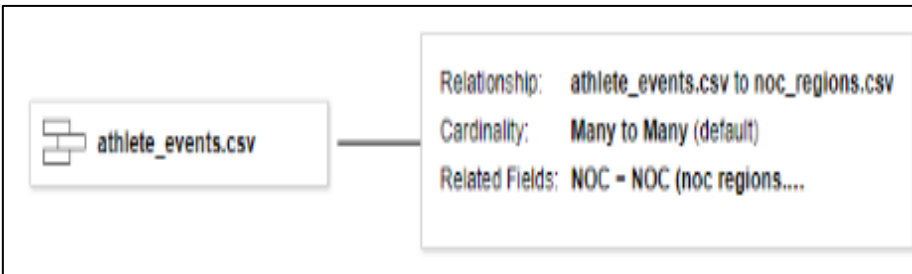 athlete_events.csv
Relationship: athlete_events.csv to noc_regions.csv
Cardinality: Many to Many (default)
Related Fields: NOC = NOC (noc regions....